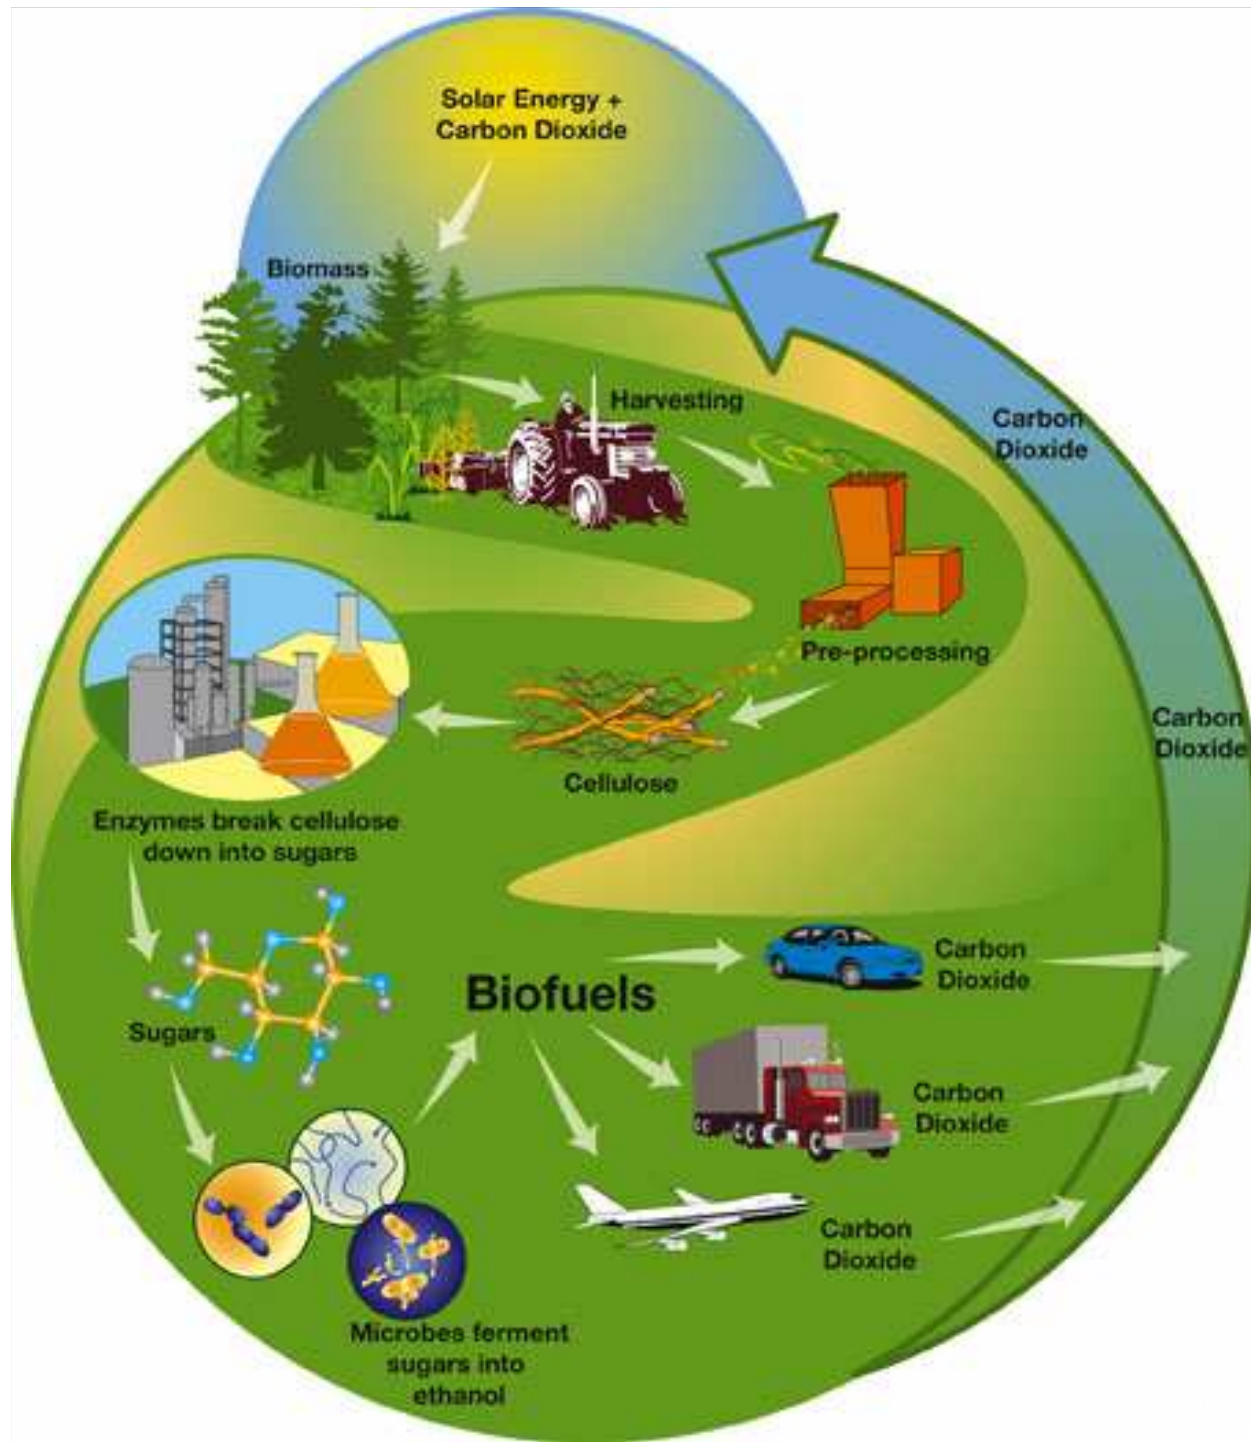 Solar Energy +
Carbon Dioxide
Biomass
Harvesting
Carbon
Dioxide
Pre-processing
Carbon
Dioxide
Cellulose
Enzymes break cellulose
down into sugars
Sugars
Biofuels
Carbon
Dioxide
Carbon
Dioxide
Carbon
Dioxide
Microbes ferment
sugars into
ethanol